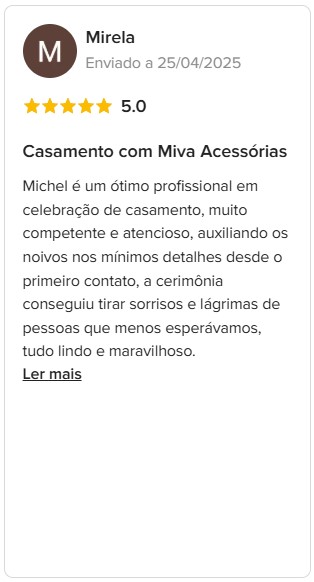 M
Mirela
Enviado a 25/04/2025
5.0
Casamento com Miva Acessórias
Michel é um ótimo profissional em
celebração de casamento, muito
competente e atencioso, auxiliando os
noivos nos mínimos detalhes desde o
primeiro contato, a cerimônia
conseguiu tirar sorrisos e lágrimas de
pessoas que menos esperávamos,
tudo lindo e maravilhoso.
Ler mais